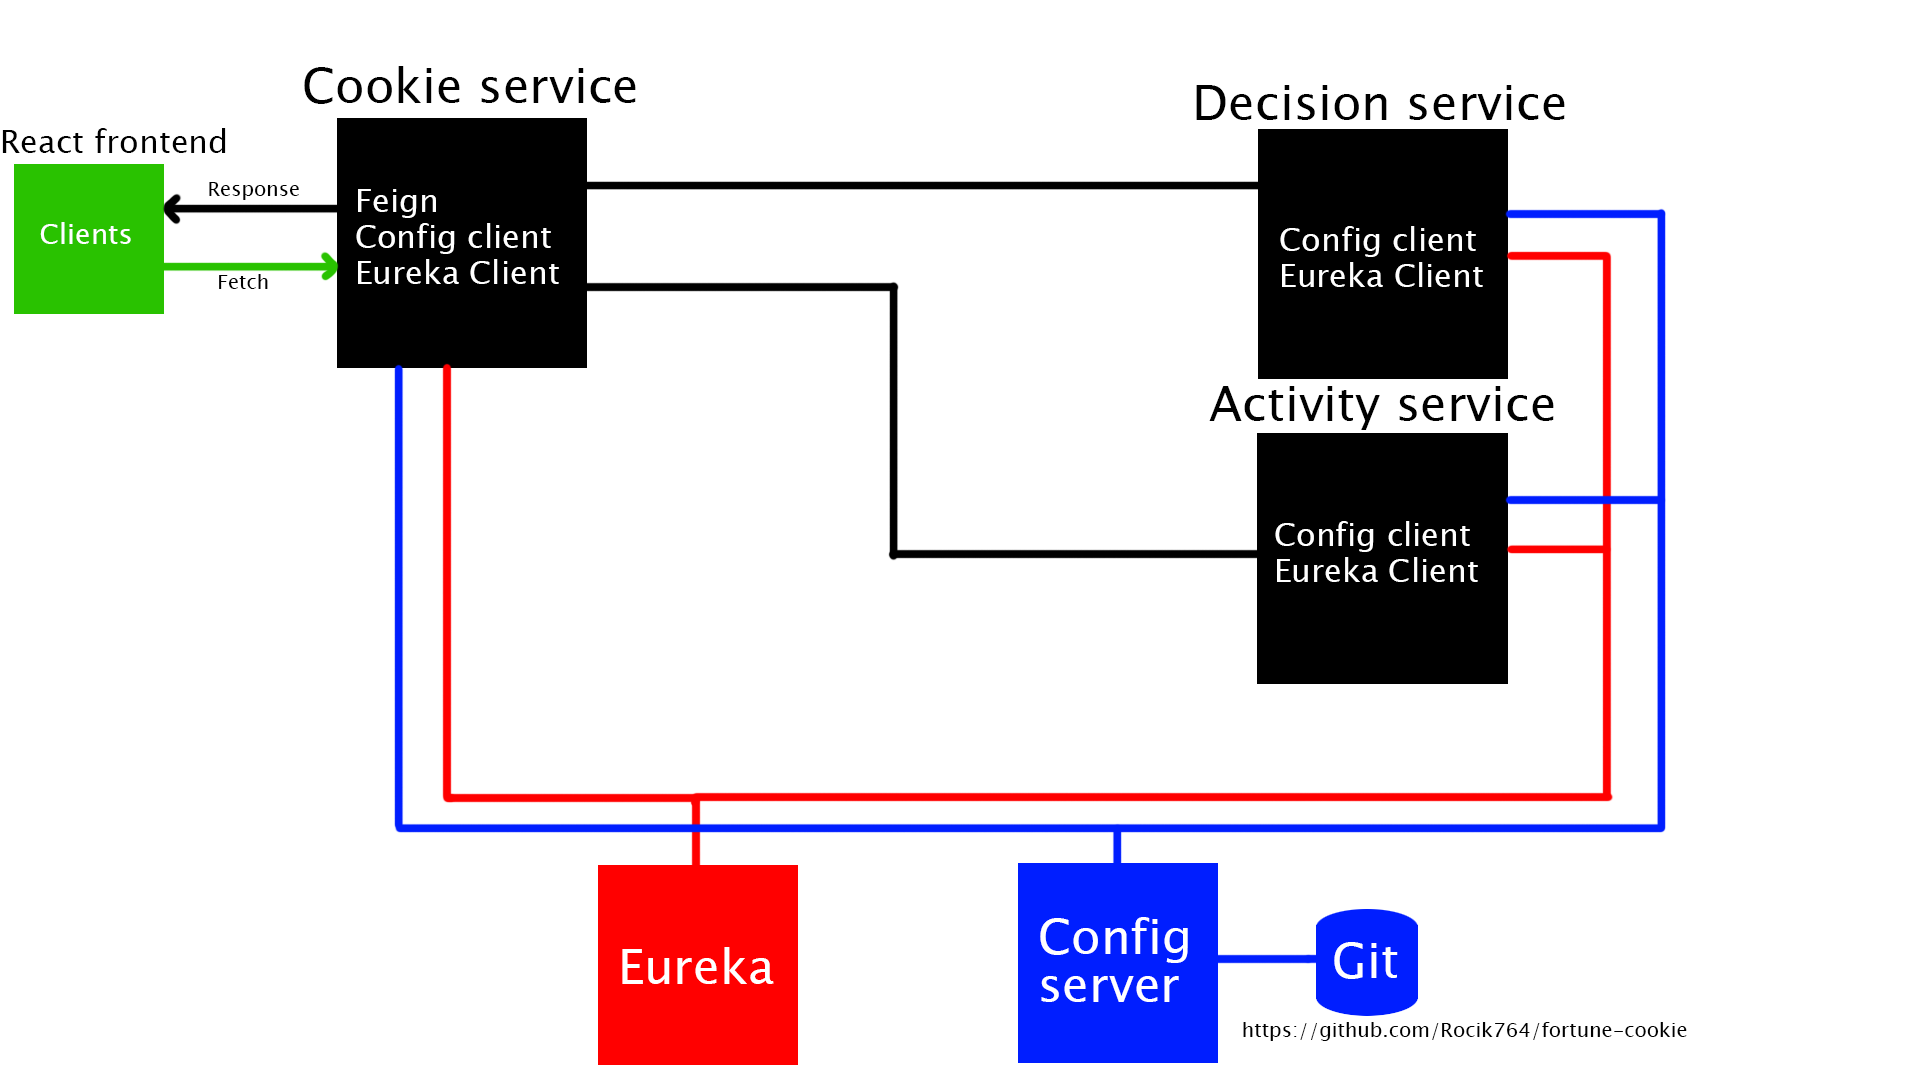 Cookie service
Decision service
React frontend
Response
Clients
Fetch
Feign
Config client
Eureka Client
Config client
Eureka Client
Activity service
Config client
Eureka Client
Eureka
Config
server
Git
https://github.com/Rocik764/fortune-cookie